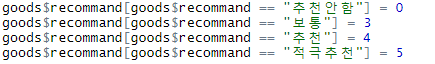 goods$recommand[goods$recommand == "추천안함"] = 0
goods$recommand[goods$recommand == "보통"] = 3
goods$recommand[goods$recommand == "추천"] = 4
goods$recommand[goods$recommand == "적극추천"] = 5